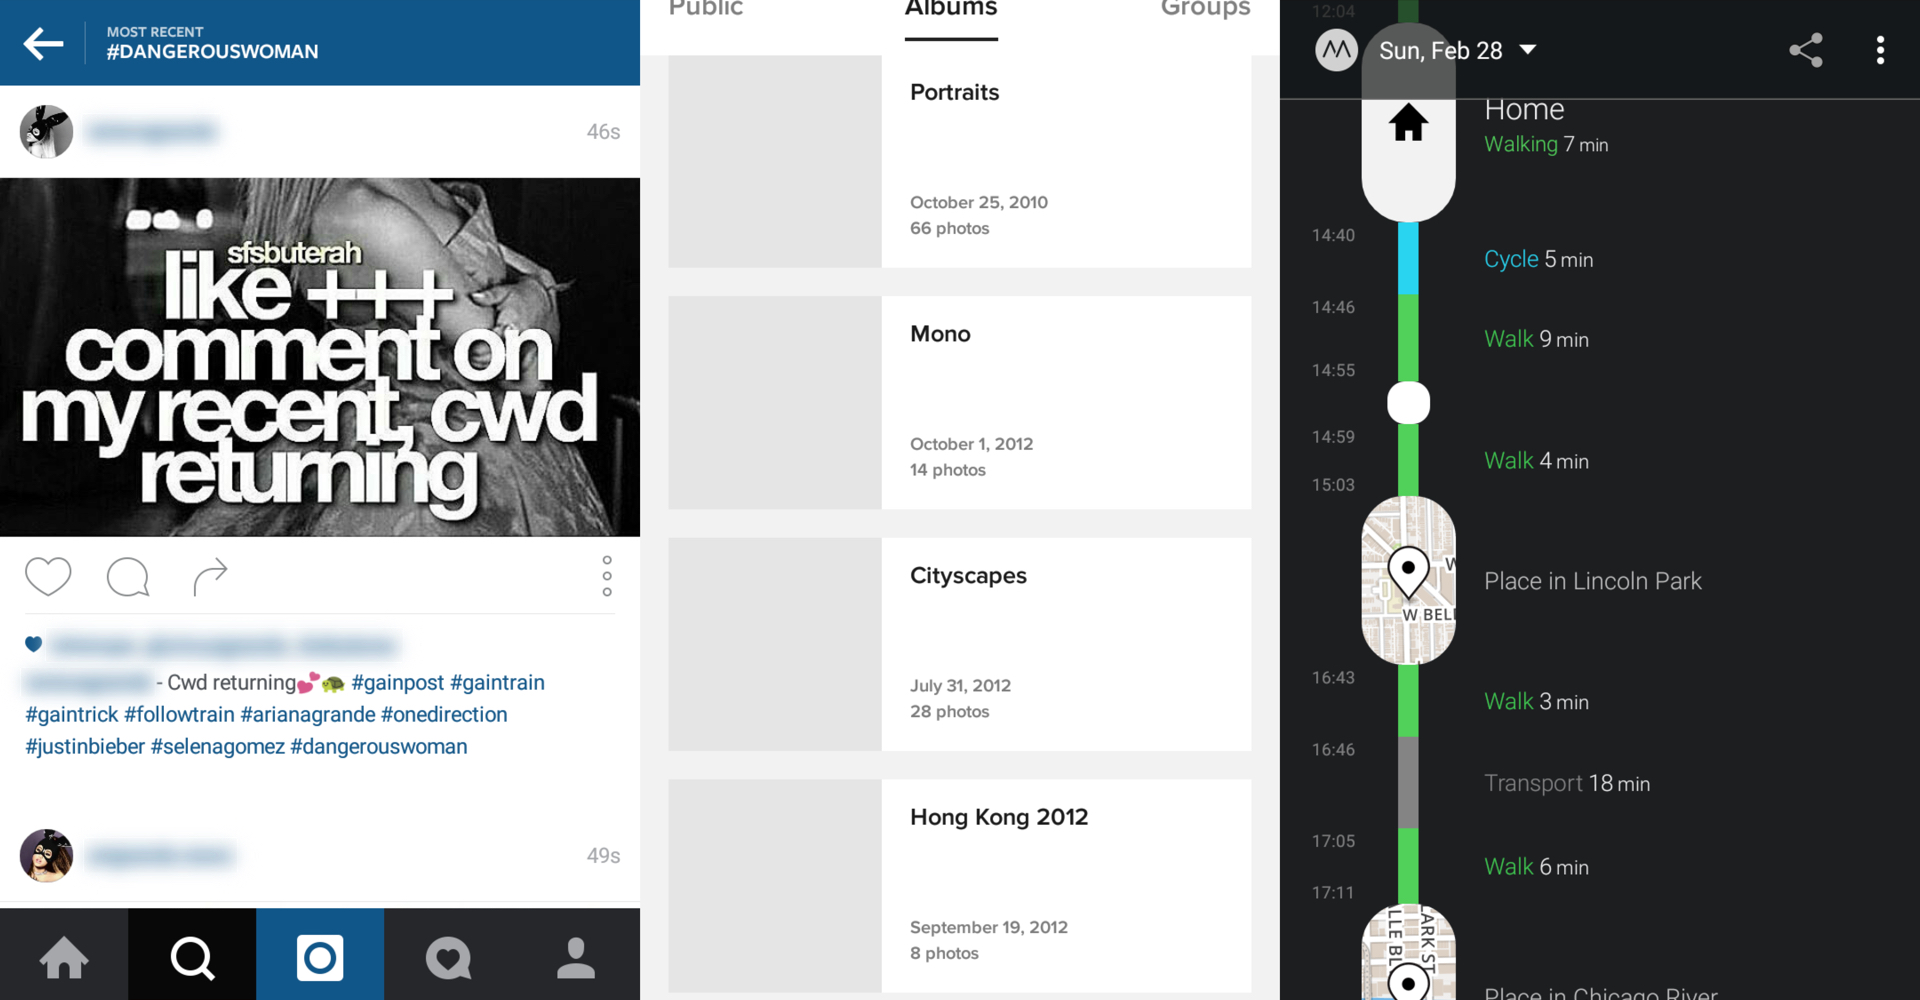 MOST RECENT
#DANGEROUSWOMAN
46s
sfsbuterah
like +++
comment on
my recent, cwd
returning
- Cwd returning💕🐢 #gainpost #gaintrain
#gaintrick #followtrain #arianagrande #onedirection
#justinbieber #selenagomez #dangerouswoman
49s
Public
Albums
Groups
Portraits
October 25, 2010
66 photos
Mono
October 1, 2012
14 photos
Cityscapes
July 31, 2012
28 photos
Hong Kong 2012
September 19, 2012
8 photos
12:04
Sun, Feb 28
Home
Walking 7 min
14:40
Cycle 5 min
14:46
Walk 9 min
14:55
14:59
Walk 4 min
15:03
W
Place in Lincoln Park
W BEL
16:43
Walk 3 min
16:46
Transport 18 min
17:05
Walk 6 min
17:11
LLE BL
ARK ST
Place in Chicago River